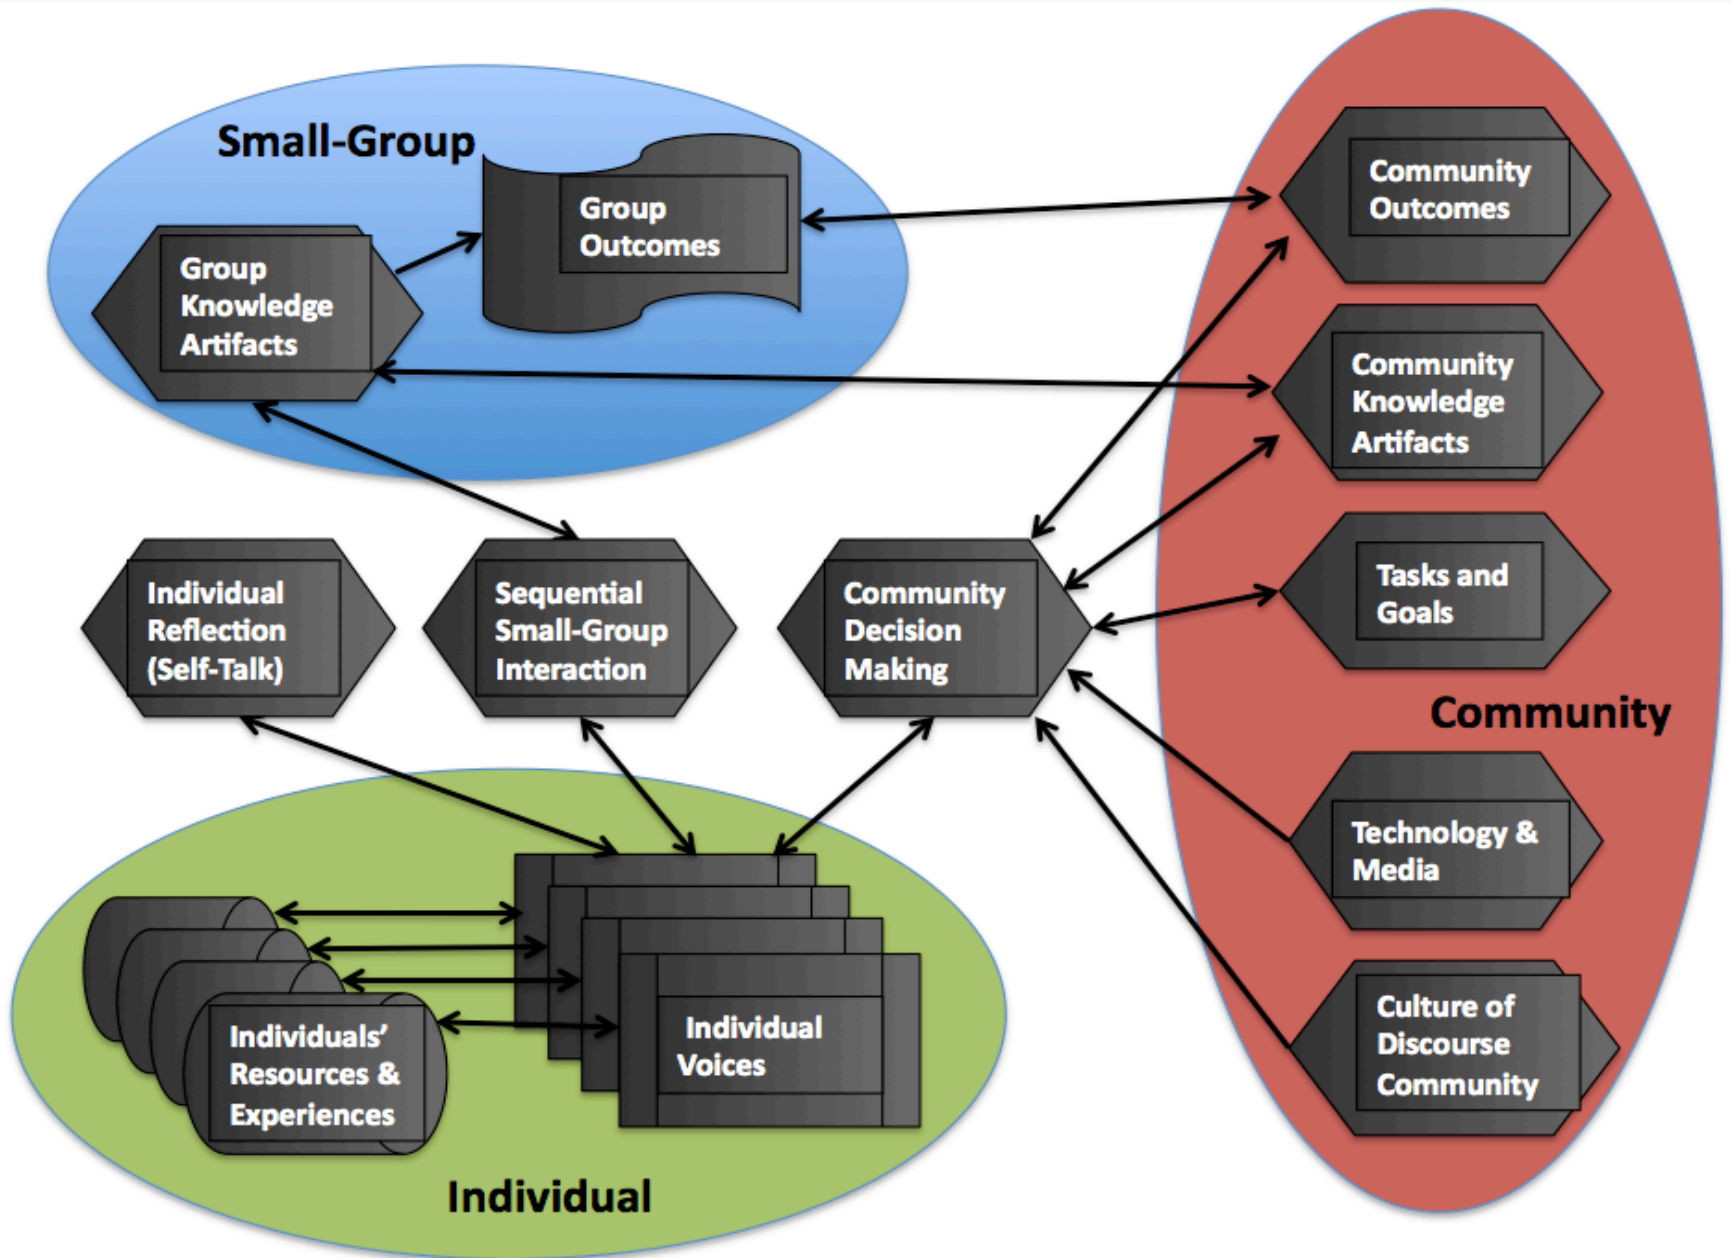 Small-Group
Group
Outcomes
Group
Knowledge
Artifacts
Community
Outcomes
Community
Knowledge
Artifacts
Individual
Reflection
(Self-Talk)
Sequential
Small-Group
Interaction
Community
Decision
Making
Tasks and
Goals
Community
Technology &
Media
Individuals’
Resources &
Experiences
Individual
Voices
Culture of
Discourse
Community
Individual